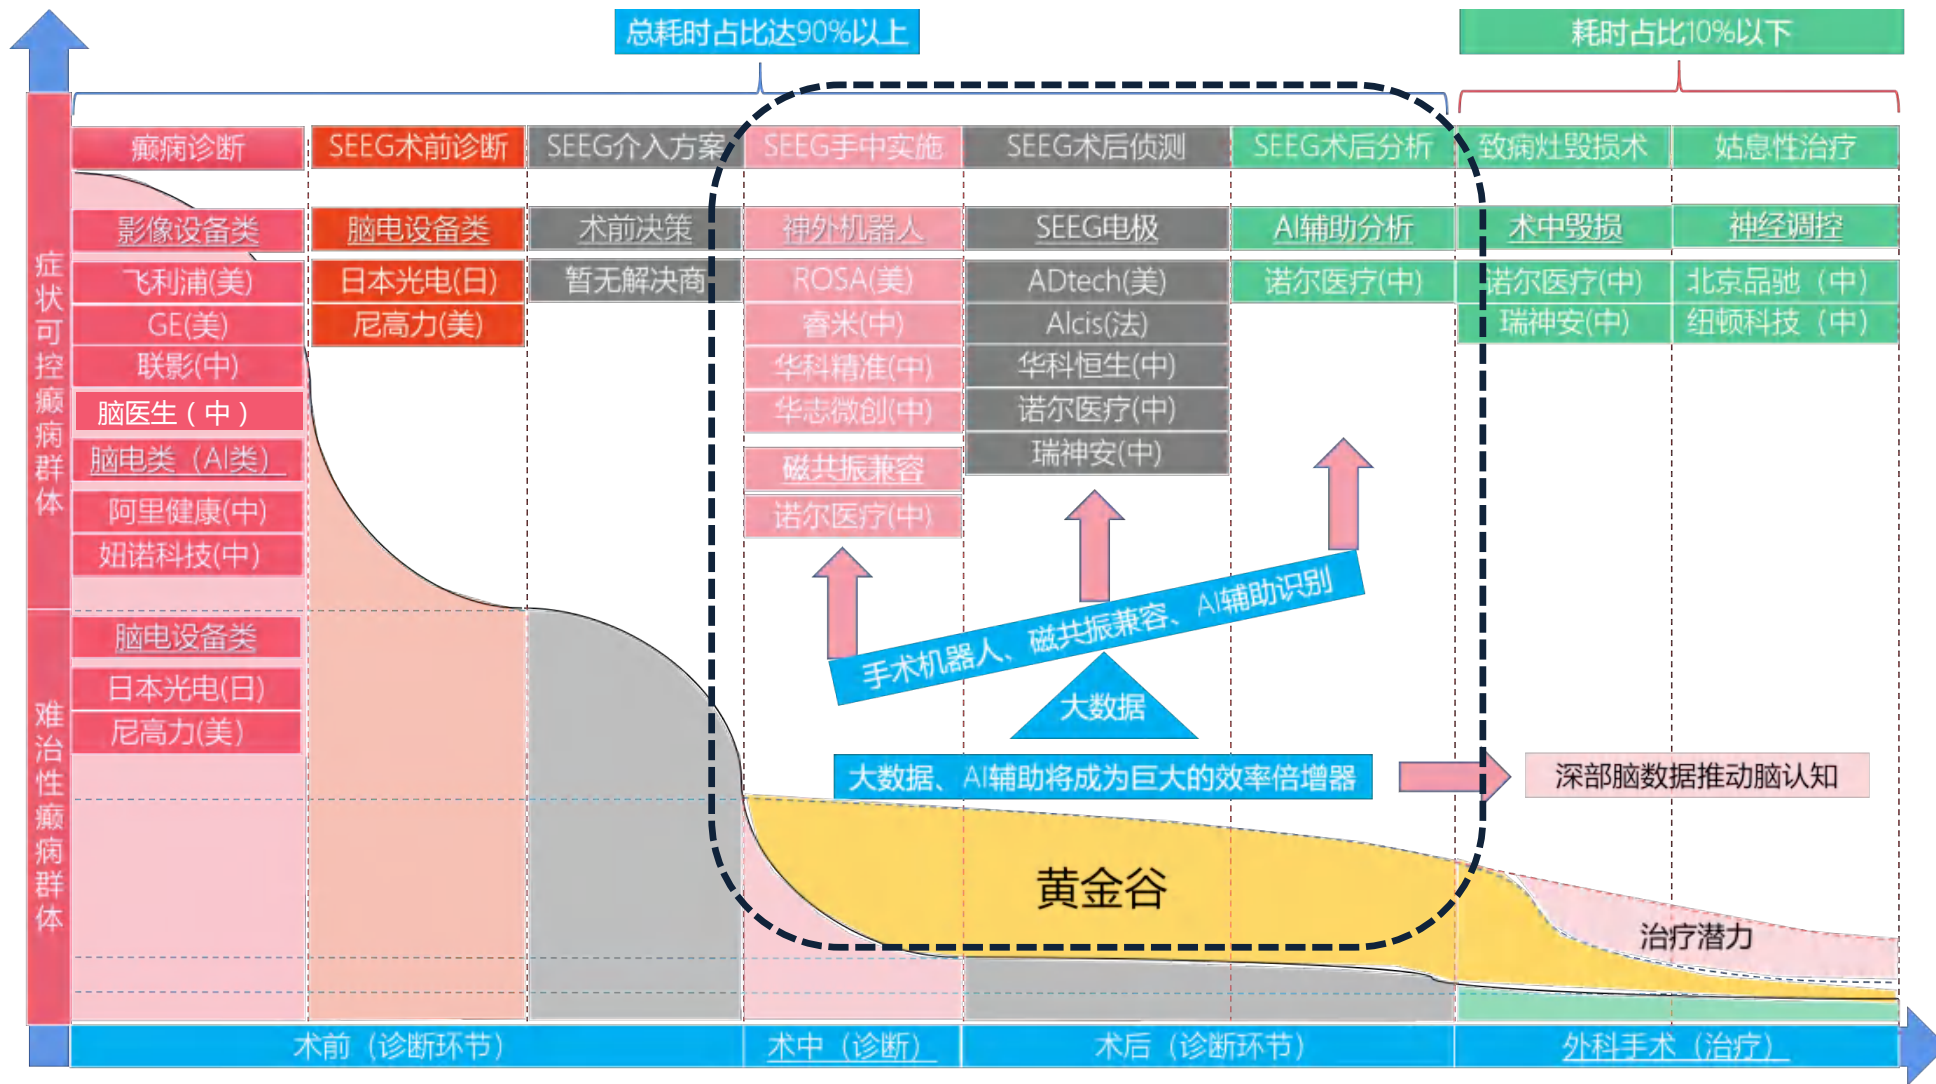 总耗时占比达90%以上
耗时占比10%以下
癫痫诊断
SEEG术前诊断
SEEG介入方案
SEEG手中实施
SEEG术后侦测
SEEG术后分析
致痫灶毁损术
姑息性治疗
影像设备类
脑电设备类
术前决策
神外机器人
SEEG电极
AI辅助分析
术中毁损
神经调控
飞利浦(美)
日本光电(日)
暂无解决商
ROSA(美)
ADtech(美)
诺尔医疗(中)
诺尔医疗(中)
北京品驰（中）
GE(美)
尼高力(美)
睿米(中)
Alcis(法)
瑞神安(中)
纽顿科技（中）
联影(中)
华科精准(中)
华科恒生(中)
脑医生（中）
华志微创(中)
诺尔医疗(中)
脑电类（AI类）
磁共振兼容
瑞神安(中)
阿里健康(中)
诺尔医疗(中)
妞诺科技(中)
症状可控癫痫群体
手术机器人、磁共振兼容、AI辅助识别
脑电设备类
日本光电(日)
大数据
尼高力(美)
大数据、AI辅助将成为巨大的效率倍增器
深部脑数据推动脑认知
难治性癫痫群体
黄金谷
治疗潜力
术前（诊断环节）
术中（诊断）
术后（诊断环节）
外科手术（治疗）